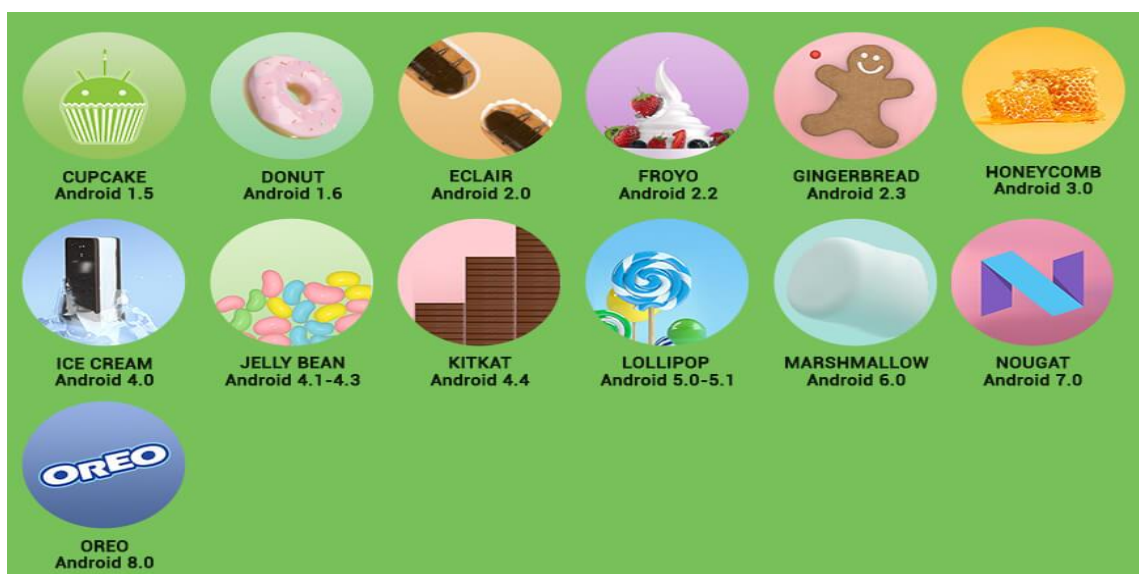 CUPCAKE
Android 1.5
DONUT
Android 1.6
ECLAIR
Android 2.0
FROYO
Android 2.2
GINGERBREAD
Android 2.3
HONEYCOMB
Android 3.0
ICE CREAM
Android 4.0
JELLY BEAN
Android 4.1-4.3
KITKAT
Android 4.4
LOLLIPOP
Android 5.0-5.1
MARSHMALLOW
Android 6.0
N
NOUGAT
Android 7.0
OREO
OREO
Android 8.0